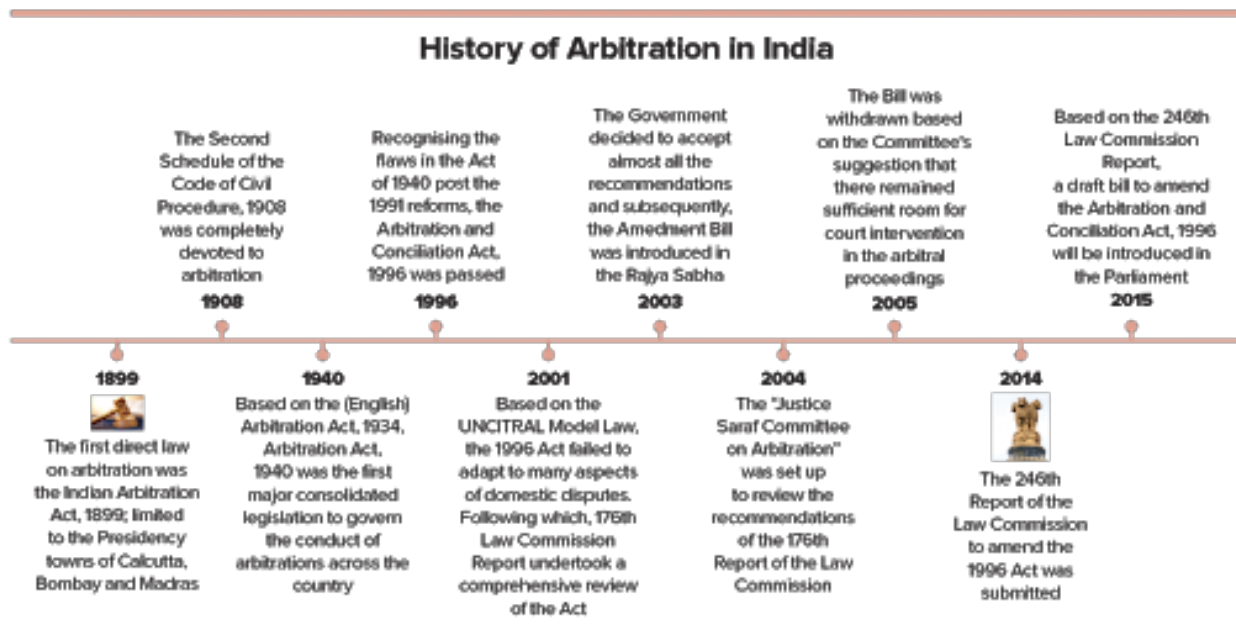 History of Arbitration in India
The Second
Schedule of the
Code of Civil
Procedure, 1908
was completely
devoted to
arbitration
1908
Recognising the
flaws in the Act
of 1940 post the
1991 reforms, the
Arbitration and
Conciliation Act,
1996 was passed
1996
The Government
decided to accept
almost all the
recommendations
and subsequently,
the Amedment Bill
was introduced in
the Rajya Sabha
2003
The Bill was
withdrawn based
on the Committee's
suggestion that
there remained
sufficient room for
court intervention
in the arbitral
proceedings
2005
Based on the 246th
Law Commission
Report,
a draft bill to amend
the Arbitration and
Conciliation Act, 1996
will be introduced in
the Parliament
2015
1899
The first direct law
on arbitration was
the Indian Arbitration
Act, 1899; limited
to the Presidency
towns of Calcutta,
Bombay and Madras
1940
Based on the (English)
Arbitration Act, 1934,
Arbitration Act,
1940 was the first
major consolidated
legislation to govern
the conduct of
arbitrations across the
country
2001
Based on the
UNCITRAL Model Law,
the 1996 Act failed to
adapt to many aspects
of domestic disputes.
Following which, 176th
Law Commission
Report undertook a
comprehensive review
of the Act
2004
The "Justice
Saraf Committee
on Arbitration"
was set up
to review the
recommendations
of the 176th
Report of the Law
Commission
2014
The 246th
Report of the
Law Commission
to amend the
1996 Act was
submitted